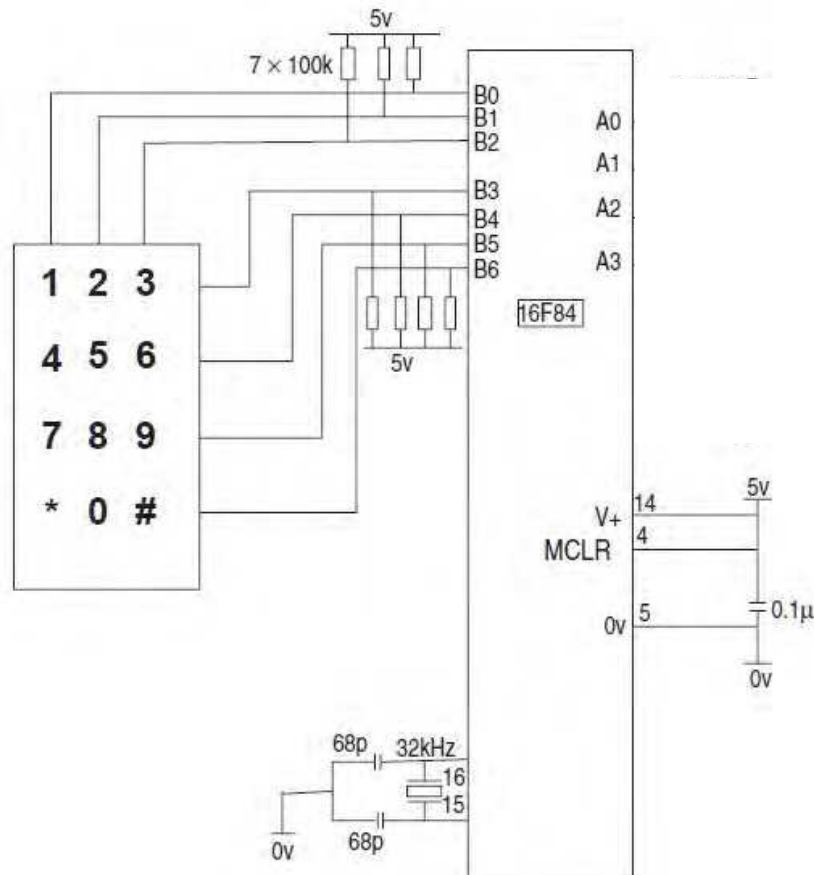 5v
7 × 100k
B0
B1
B2
B3
B4
B5
B6
A0
A1
A2
A3
1 2 3
4 5 6
7 8 9
* 0 #
16F84
5v
V+ 14
MCLR 4
0v 5
5v
0.1μ
0v
68p
32kHz
16
15
68p
0v